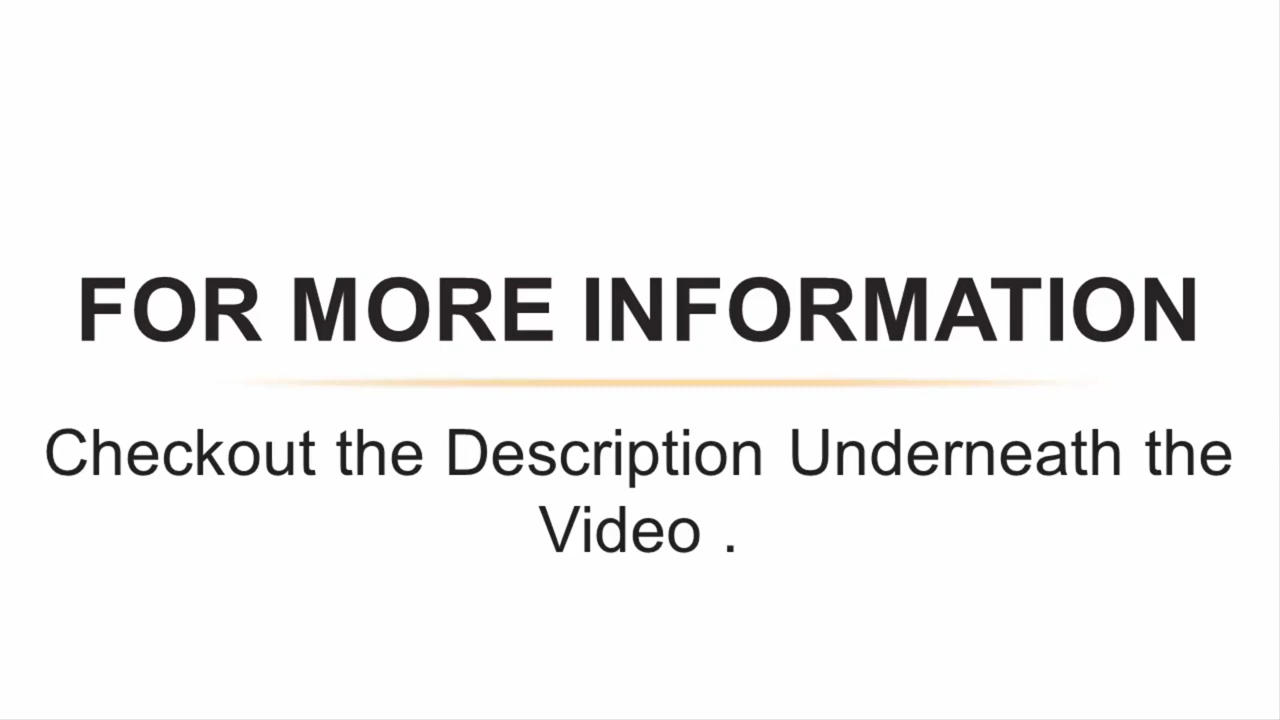 FOR MORE INFORMATION
Checkout the Description Underneath the
Video .